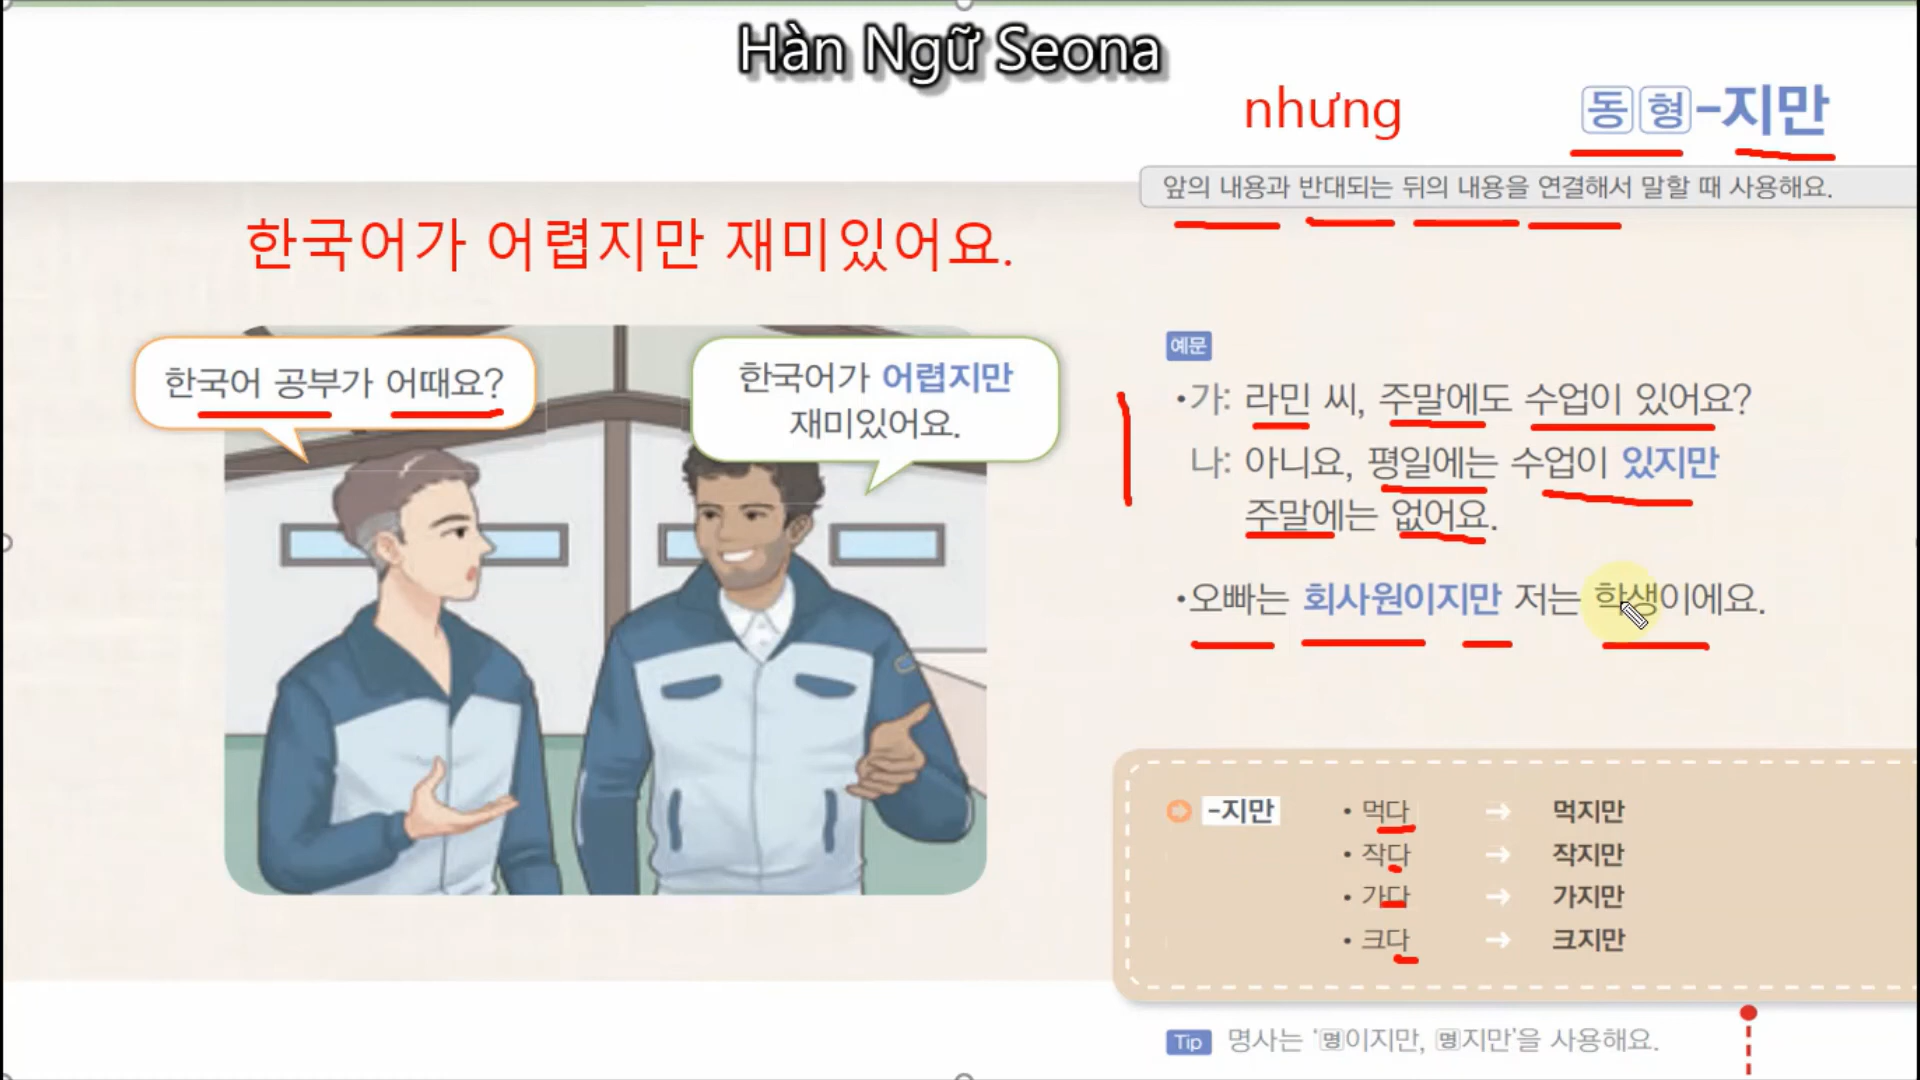 Hàn Ngữ Seona
nhưng
동 형 -지만
앞의 내용과 반대되는 뒤의 내용을 연결해서 말할 때 사용해요.
한국어가 어렵지만 재미있어요.
한국어 공부가 어때요?
한국어가 어렵지만
재미있어요.
예문
•가: 라민 씨, 주말에도 수업이 있어요?
나: 아니요, 평일에는 수업이 있지만
주말에는 없어요.
•오빠는 회사원이지만 저는 학생이에요.
-지만
• 먹다 → 먹지만
• 작다 → 작지만
• 가다 → 가지만
• 크다 → 크지만
Tip 명사는 '명이지만, 명지만'을 사용해요.